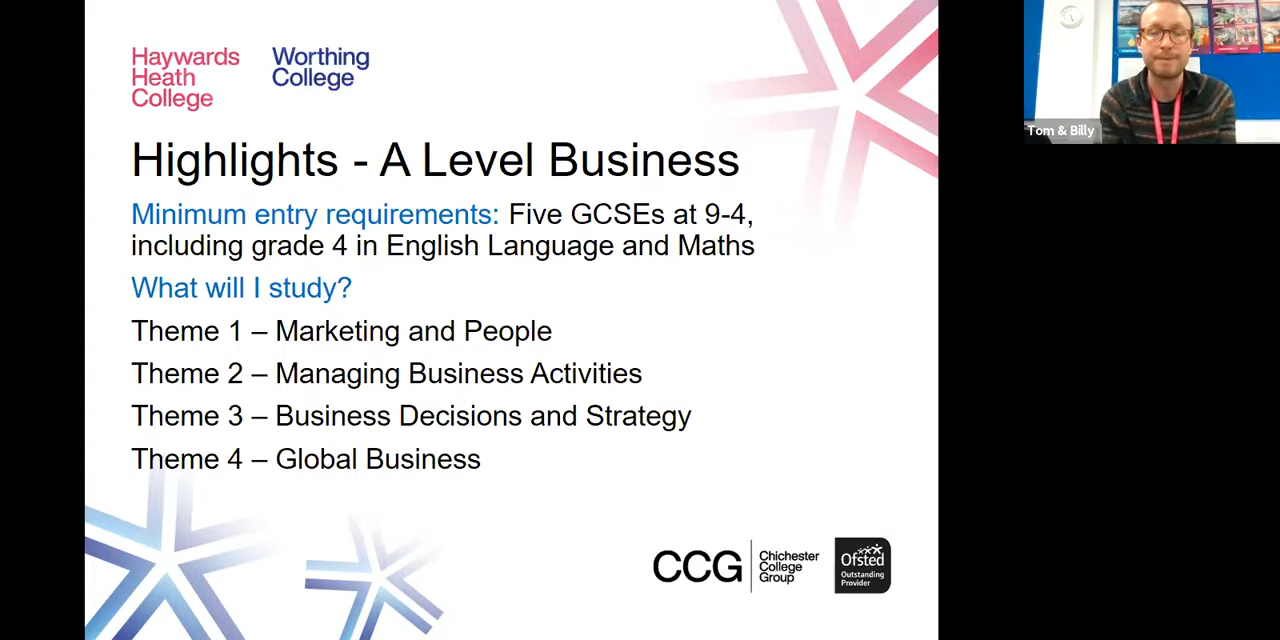 Haywards
Heath
College
Worthing
College
Highlights - A Level Business
Minimum entry requirements: Five GCSEs at 9-4,
including grade 4 in English Language and Maths
What will I study?
Theme 1 – Marketing and People
Theme 2 – Managing Business Activities
Theme 3 – Business Decisions and Strategy
Theme 4 – Global Business
CCG
Chichester
College
Group
Ofsted
Outstanding
Provider
Tom & Billy